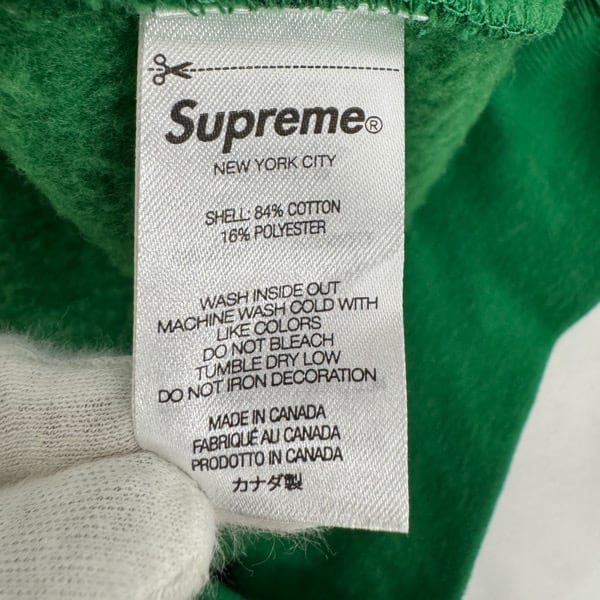 Supreme®
NEW YORK CITY
SHELL: 84% COTTON
16% POLYESTER
WASH INSIDE OUT
MACHINE WASH COLD WITH
LIKE COLORS
DO NOT BLEACH
TUMBLE DRY LOW
DO NOT IRON DECORATION
MADE IN CANADA
FABRIQUÉ AU CANADA
PRODOTTO IN CANADA
カナダ製